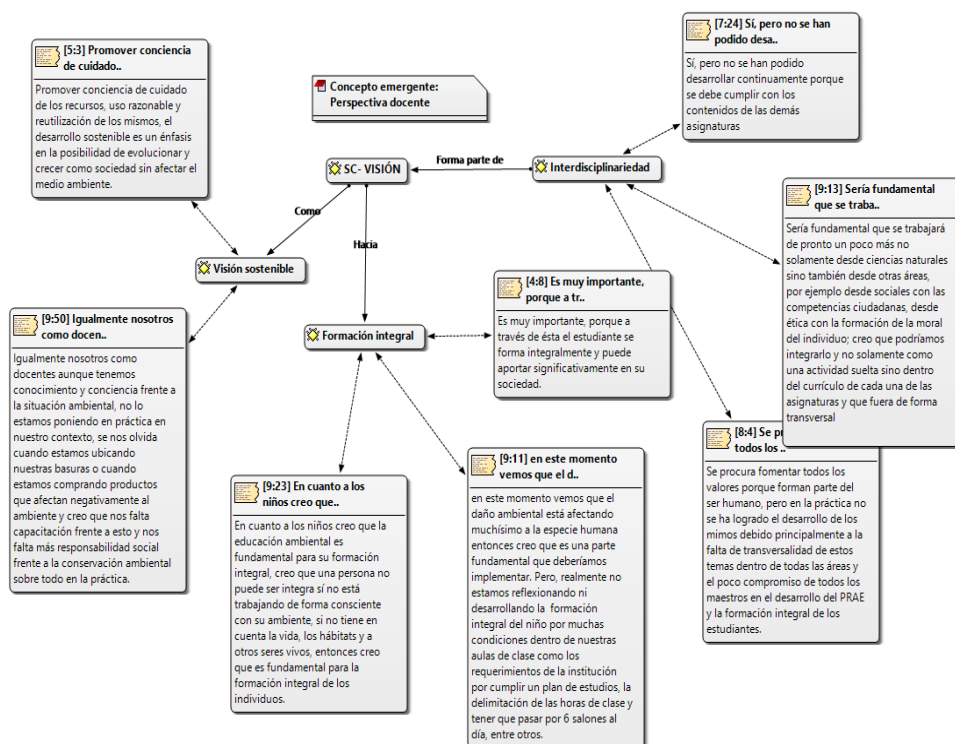 [5:3] Promover conciencia
de cuidado..
Promover conciencia de cuidado
de los recursos, uso razonable y
reutilización de los mismos, el
desarrollo sostenible es un énfasis
en la posibilidad de evolucionar y
crecer como sociedad sin afectar el
medio ambiente.
Concepto emergente:
Perspectiva docente
[7:24] Sí, pero no se han
podido desa..
Sí, pero no se han podido
desarrollar continuamente porque
se debe cumplir con los
contenidos de las demás
asignaturas
SC- VISIÓN
Forma parte de
Interdisciplinariedad
Como
Hacia
Visión sostenible
Formación integral
[9:13] Sería fundamental
que se traba..
Sería fundamental que se trabajará
de pronto un poco más no
solamente desde ciencias naturales
sino también desde otras áreas,
por ejemplo desde sociales con las
competencias ciudadanas, desde
ética con la formación de la moral
del individuo; creo que podríamos
integrarlo y no solamente como
una actividad suelta sino dentro
del currículo de cada una de las
asignaturas y que fuera de forma
transversal
[4:8] Es muy importante,
porque a tr..
Es muy importante, porque a
través de ésta el estudiante se
forma integralmente y puede
aportar significativamente en su
sociedad.
[9:50] Igualmente nosotros
como docen..
Igualmente nosotros como
docentes aunque tenemos
conocimiento y conciencia frente a
la situación ambiental, no lo
estamos poniendo en práctica en
nuestro contexto, se nos olvida
cuando estamos ubicando
nuestras basuras o cuando
estamos comprando productos
que afectan negativamente al
ambiente y creo que nos falta
capacitación frente a esto y nos
falta más responsabilidad social
frente a la conservación ambiental
sobre todo en la práctica.
[9:23] En cuanto a los
niños creo que..
En cuanto a los niños creo que la
educación ambiental es
fundamental para su formación
integral, creo que una persona no
puede ser integra sí no está
trabajando de forma consciente
con su ambiente, si no tiene en
cuenta la vida, los hábitats y a
otros seres vivos, entonces creo
que es fundamental para la
formación integral de los
individuos.
[9:11] en este momento
vemos que el d..
en este momento vemos que el
daño ambiental está afectando
muchísimo a la especie humana
entonces creo que es una parte
fundamental que deberíamos
implementar. Pero, realmente no
estamos reflexionando ni
desarrollando la formación
integral del niño por muchas
condiciones dentro de nuestras
aulas de clase como los
requerimientos de la institución
por cumplir un plan de estudios, la
delimitación de las horas de clase y
tener que pasar por 6 salones al
día, entre otros.
[8:4] Se pr
todos los ..
Se procura fomentar todos los
valores porque forman parte del
ser humano, pero en la práctica no
se ha logrado el desarrollo de los
mimos debido principalmente a la
falta de transversalidad de estos
temas dentro de todas las áreas y
el poco compromiso de todos los
maestros en el desarrollo del PRAE
y la formación integral de los
estudiantes.